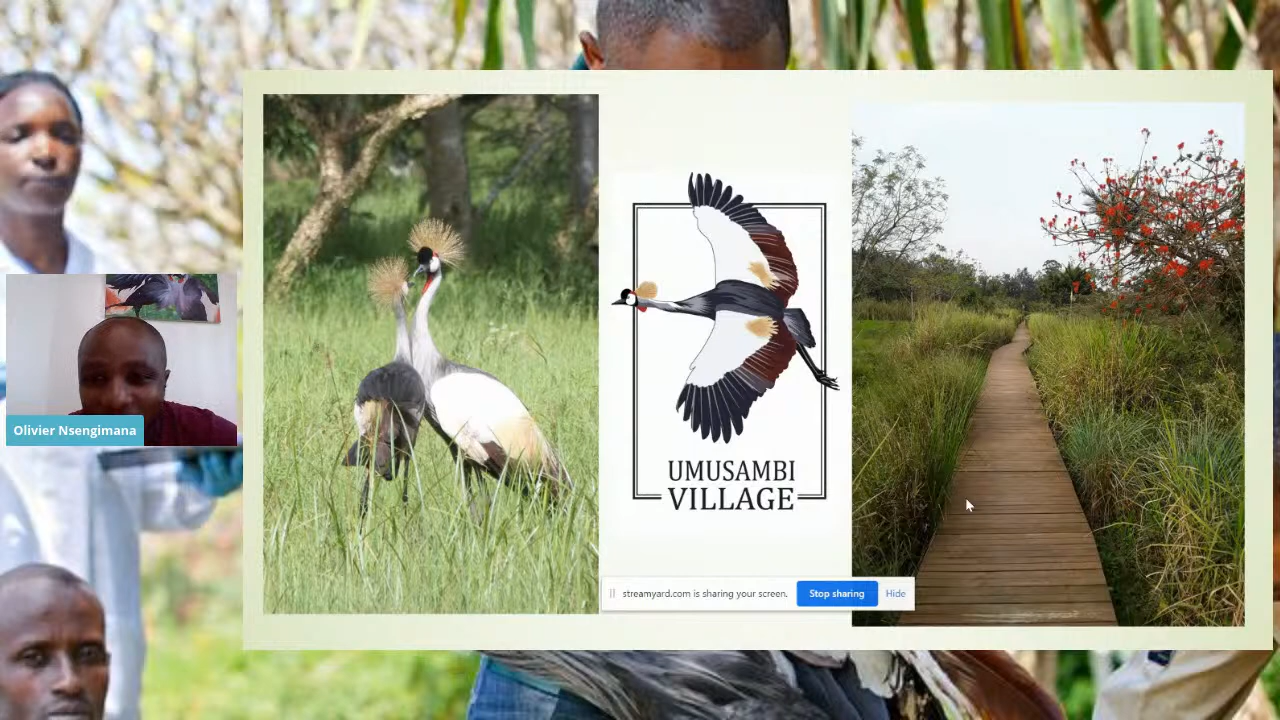 Olivier Nsengimana
UMUSAMBI
VILLAGE
streamyard.com is sharing your screen.
Stop sharing
Hide